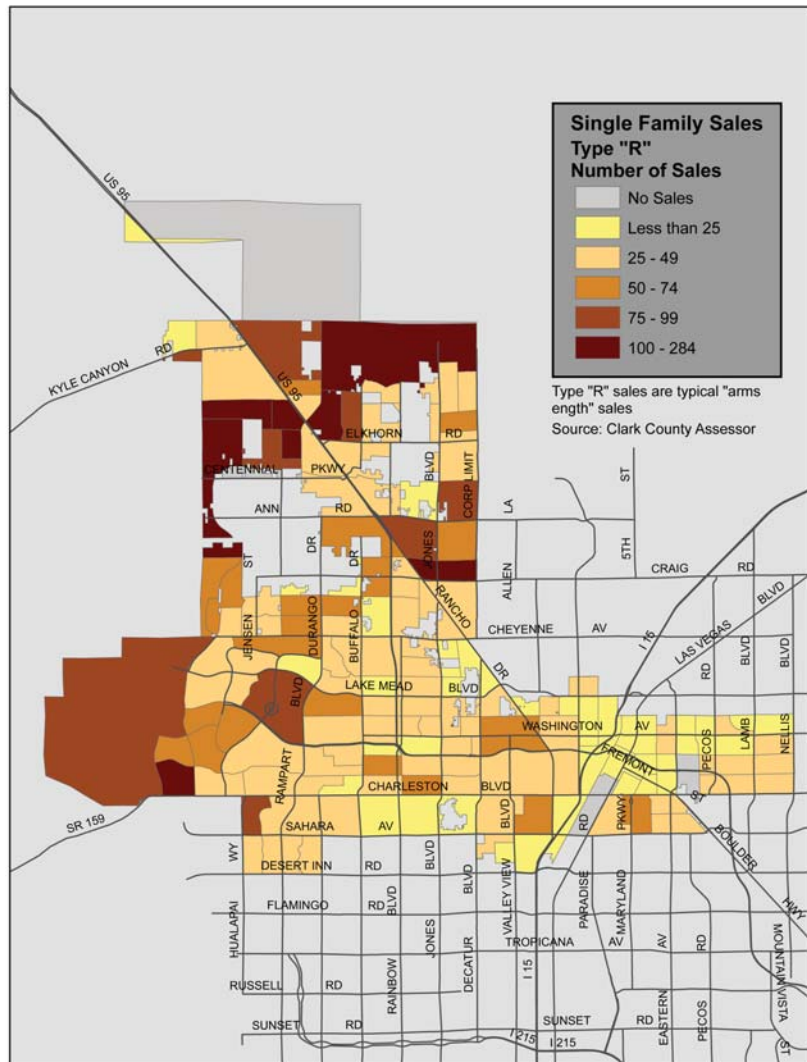 Single Family Sales
Type "R"
Number of Sales
No Sales
Less than 25
25 - 49
50 - 74
75 - 99
100 - 284
Type "R" sales are typical "arms
ength" sales
Source: Clark County Assessor
US 95
KYLE CANYON RD
US 95
ELKHORN RD
CENTENNIAL PKWY
BLVD
CORP LIMIT
ANN RD
LA
ST
ST
DR
DR
JONES
ALLEN
5TH
CRAIG RD
JENSEN
DURANGO
BUFFALO
RANCHO
DR
CHEYENNE AV
I 15
LAS VEGAS BLVD
RD
BLVD
BLVD
BLVD
LAKE MEAD BLVD
WASHINGTON AV
RAMPART
FREMONT
ST
PECOS
LAMB
NELLIS
CHARLESTON BLVD
SR 159
SAHARA AV
BLVD
RD
PKWY
BOULDER
HWY
WY
DESERT INN RD
BLVD
BLVD
VALLEY VIEW
PARADISE
MARYLAND
HUALAPAI
FLAMINGO RD
BLVD
JONES
DECATUR
TROPICANA AV
AV
RD
RUSSELL RD
RAINBOW
I 15
MOUNTAIN VISTA
ST
SUNSET RD
I 215
SUNSET RD
I 215
EASTERN
PECOS